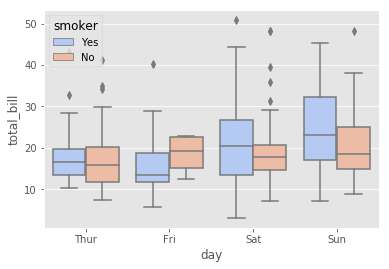 smoker
Yes
No
50
40
30
20
10
total_bill
Thur
Fri
Sat
Sun
day